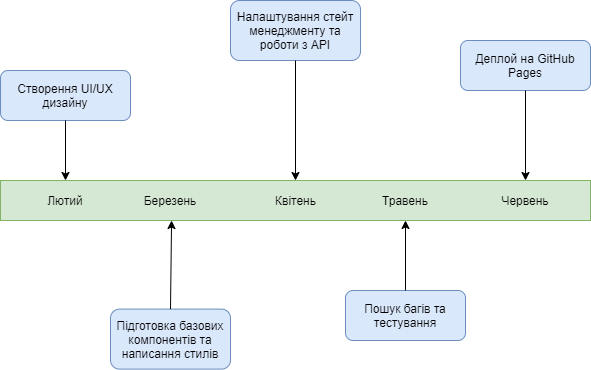 Налаштування стейт
менеджменту та
роботи з API
Деплой на GitHub
Pages
Створення UI/UX
дизайну
Лютий
Березень
Квітень
Травень
Червень
Підготовка базових
компонентів та
написання стилів
Пошук багів та
тестування